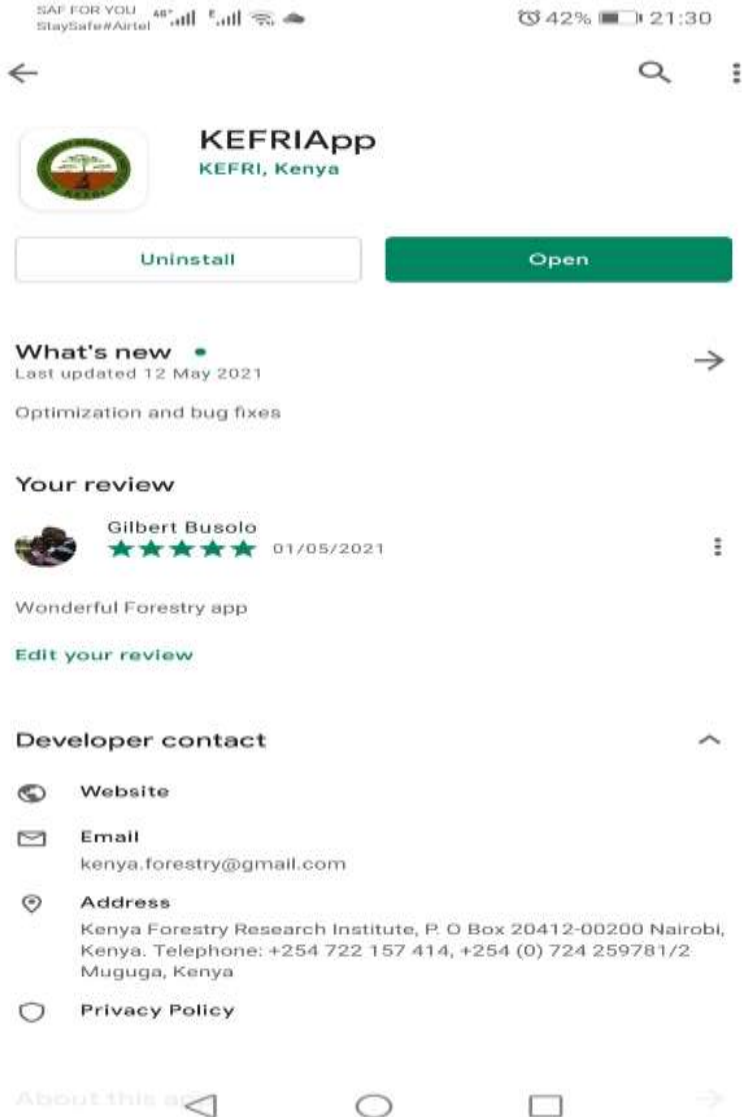 SAF FOR YOU
StaySafe#Airtel
42% 21:30
KEFRIApp
KEFRI, Kenya
Uninstall
Open
What's new
Last updated 12 May 2021
Optimization and bug fixes
Your review
Gilbert Busolo
01/05/2021
Wonderful Forestry app
Edit your review
Developer contact
Website
Email
kenya.forestry@gmail.com
Address
Kenya Forestry Research Institute, P. O Box 20412-00200 Nairobi,
Kenya. Telephone: +254 722 157 414, +254 (0) 724 259781/2
Muguga, Kenya
Privacy Policy
About this